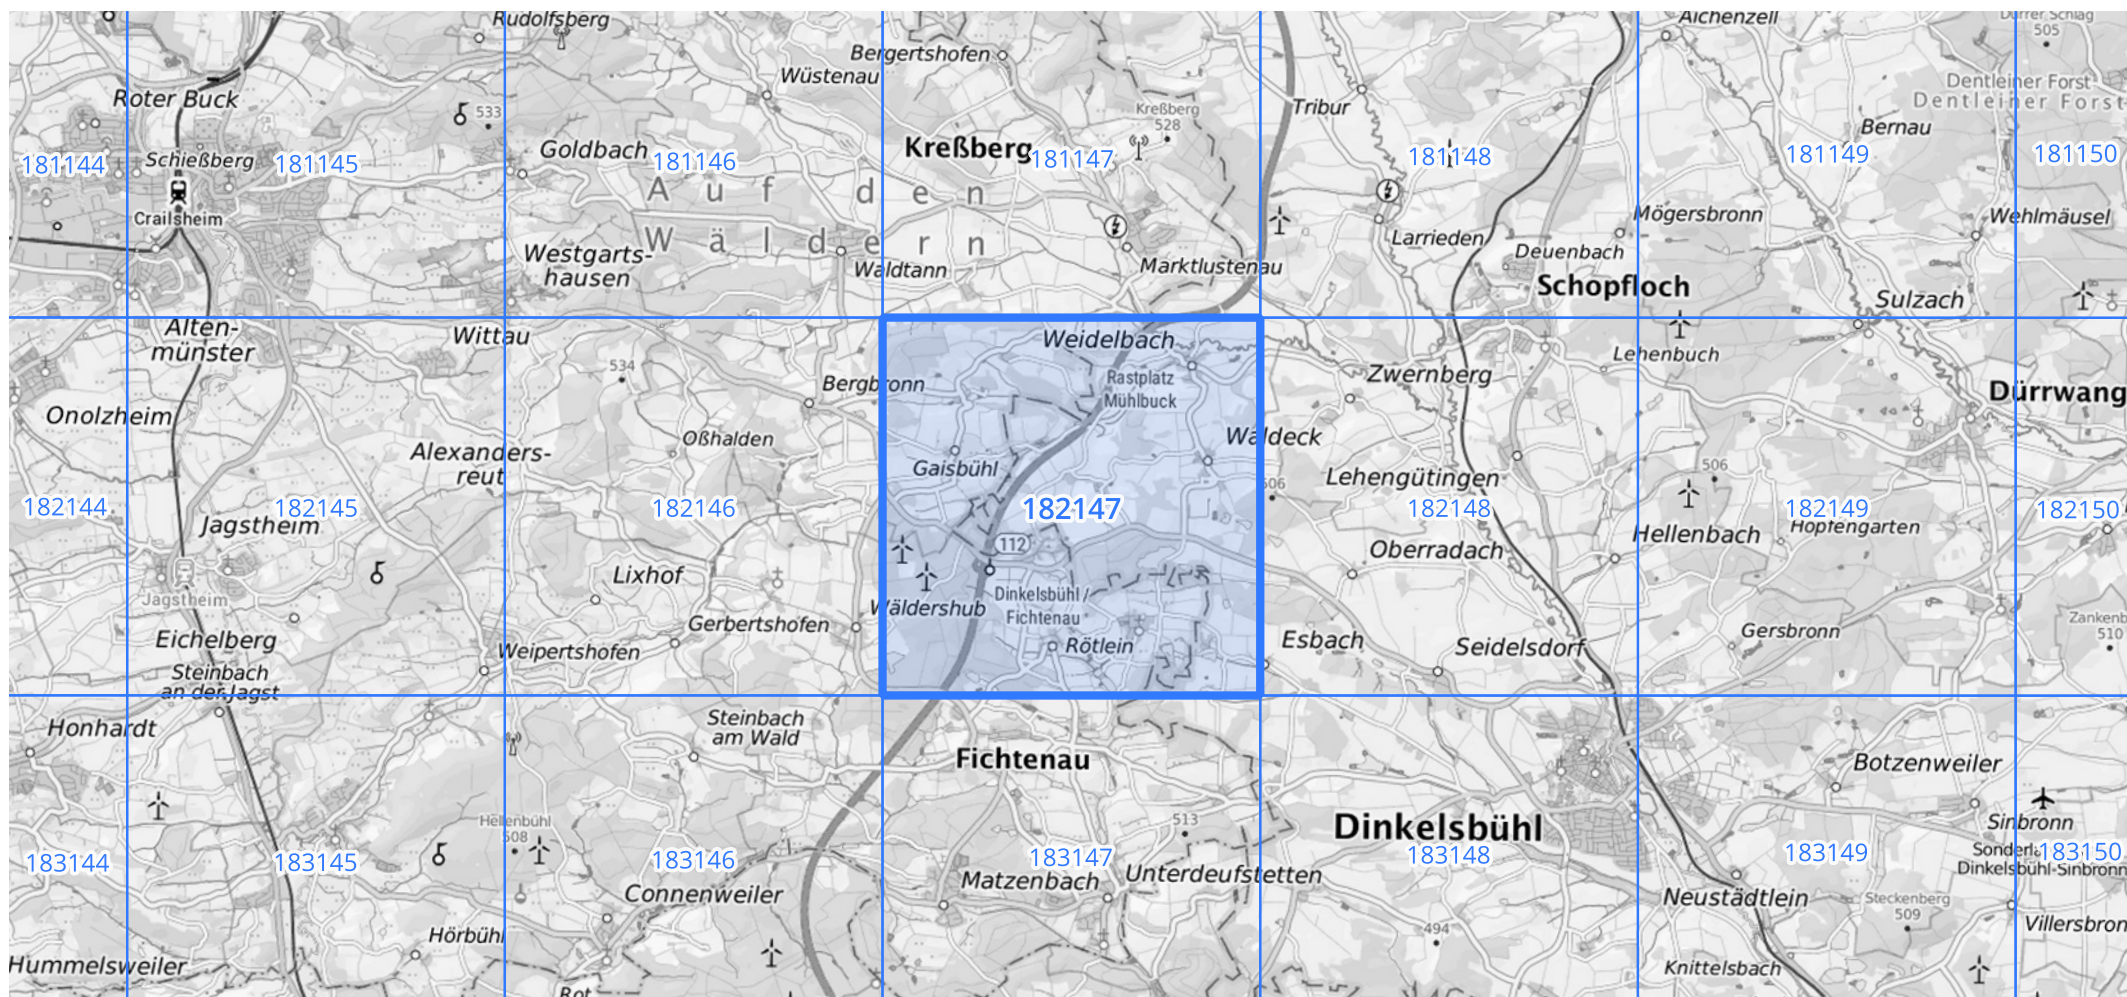 Rudolfsberg
Aichenzell
Dürrer Schlag
505
Bergertshofen
Wüstenau
Roter Buck
533
Kreßberg
528
Tribur
Dentleiner Forst
Dentleiner Forst
Bernau
Goldbach
Kreßberg
Schießberg
181144
181145
181146
181147
181148
181149
181150
Auf den
Wäldern
Crailsheim
Mögersbronn
Wehlmäusel
Larrieden
Deuenbach
Westgarts-
hausen
Waldtann
Marktlustenau
Schopfloch
Sulzach
Alten-
münster
Wittau
Weidelbach
Lehenbuch
534
Bergbronn
Rastplatz
Mühlbuck
Zwernberg
Dürrwang
Onolzheim
Oßhalden
Waldeck
Alexanders-
reut
Gaisbühl
Lehengütingen
506
506
182144
182145
182146
182147
182148
182149
182150
Jagstheim
Hellenbach
Hopfengarten
112
Oberradach
Lixhof
Jagstheim
Wäldershub
Dinkelsbühl /
Fichtenau
Gerbertshofen
Zankenb
510
Eichelberg
Weipertshofen
Rötlein
Esbach
Seidelsdorf
Gersbronn
Steinbach
an der Jagst
Honhardt
Steinbach
am Wald
Fichtenau
Botzenweiler
Hellenbühl
508
513
Dinkelsbühl
Sinbronn
183144
183145
183146
183147
183148
183149
183150
Sonderla
Dinkelsbühl-Sinbronn
Connenweiler
Matzenbach
Unterdeufstetten
Neustädtlein
Steckenberg
509
Hörbühl
494
Villersbron
Hummelsweiler
Knittelsbach
Rot